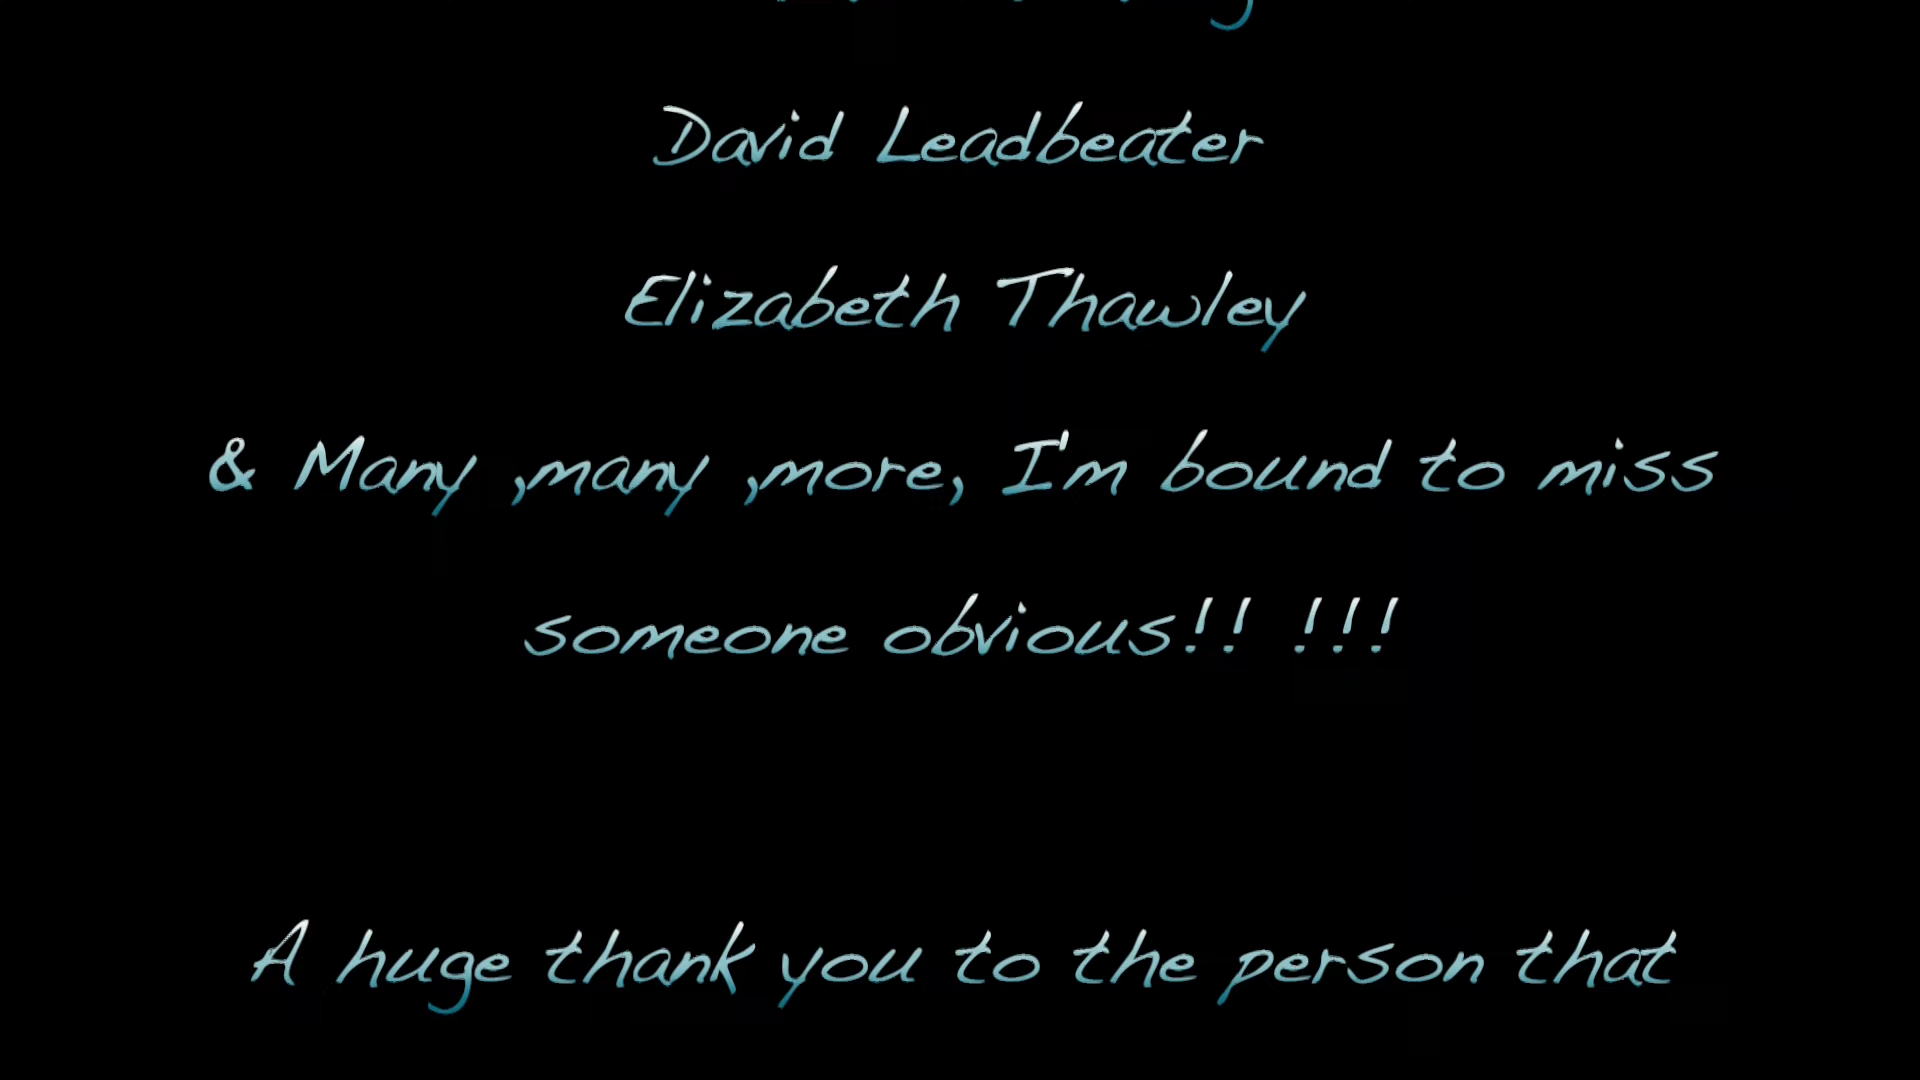 David Leadbeater
Elizabeth Thawley
& Many ,many ,more, I'm bound to miss
someone obvious!! !!!
A huge thank you to the person that